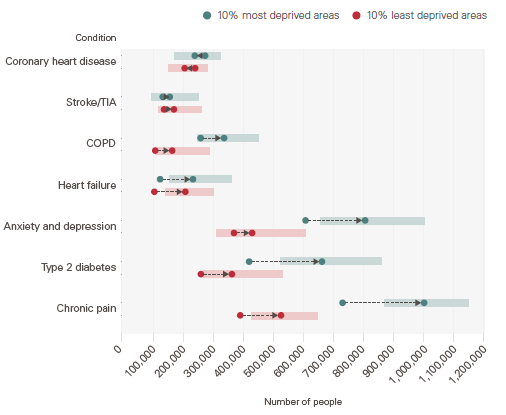 10% most deprived areas 10% least deprived areas
Condition
Coronary heart disease
Stroke/TIA
COPD
Heart failure
Anxiety and depression
Type 2 diabetes
Chronic pain
0 100,000 200,000 300,000 400,000 500,000 600,000 700,000 800,000 900,000 1,000,000 1,100,000 1,200,000
Number of people